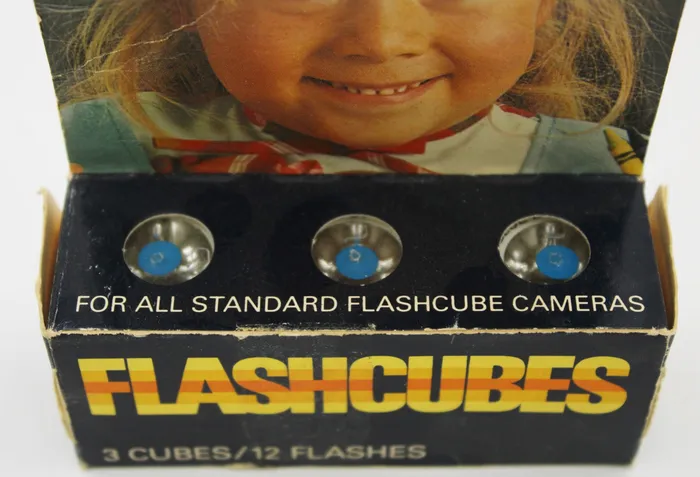 FOR ALL STANDARD FLASHCUBE CAMERAS
FLASHCUBES
3 CUBES/12 FLASHES